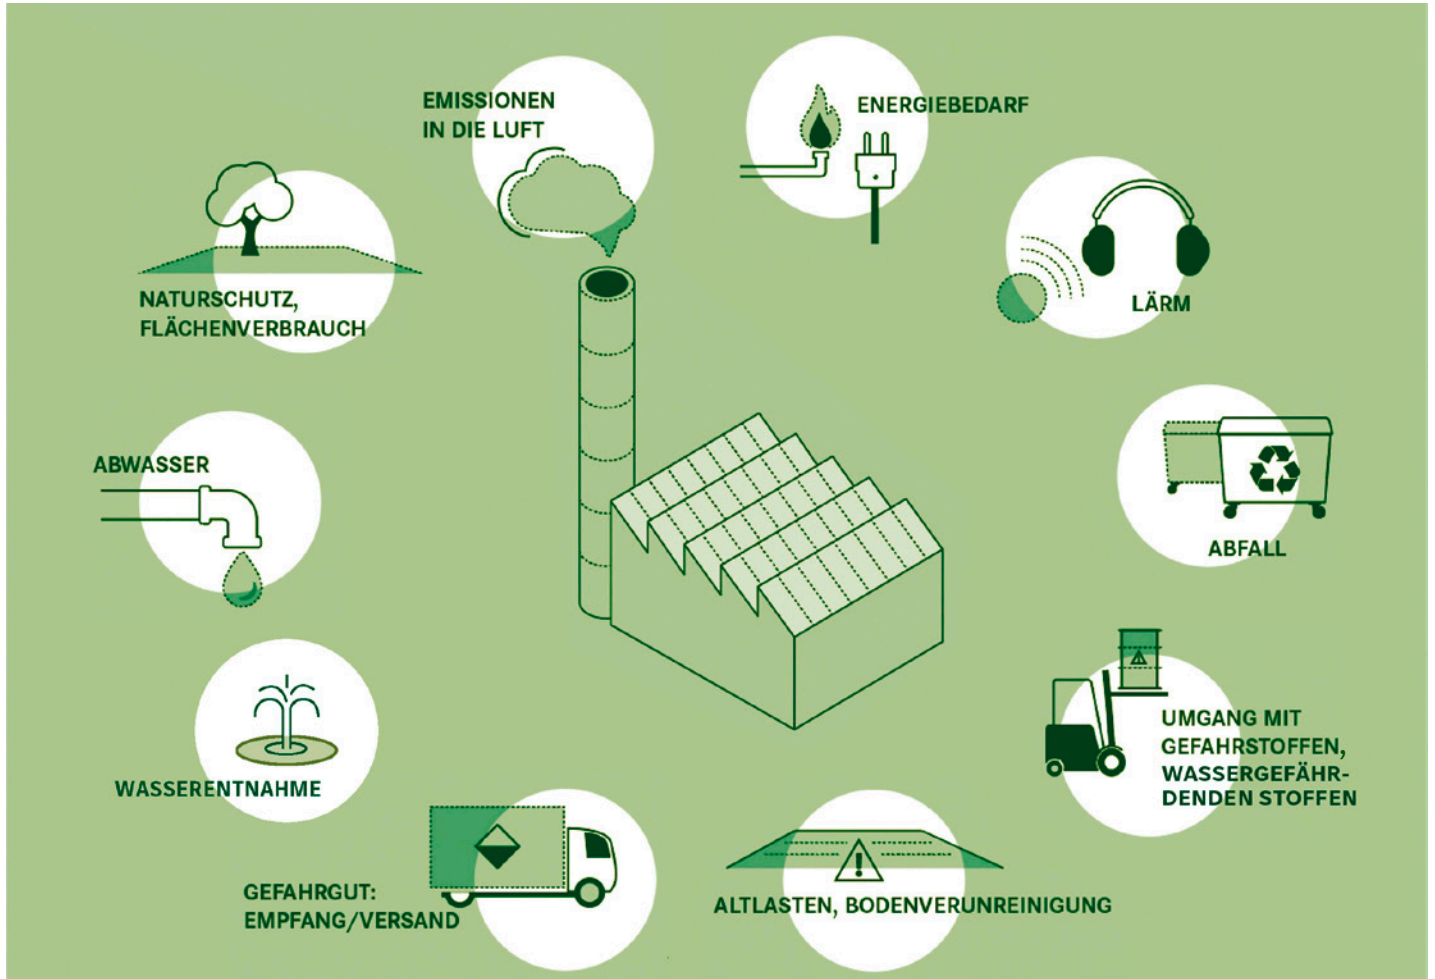 EMISSIONEN
IN DIE LUFT
ENERGIEBEDARF
LÄRM
NATURSCHUTZ,
FLÄCHENVERBRAUCH
ABWASSER
ABFALL
UMGANG MIT
GEFAHRSTOFFEN,
WASSERGEFÄHR-
DENDEN STOFFEN
WASSERENTNAHME
GEFAHRGUT:
EMPFANG/VERSAND
ALTLASTEN, BODENVERUNREINIGUNG